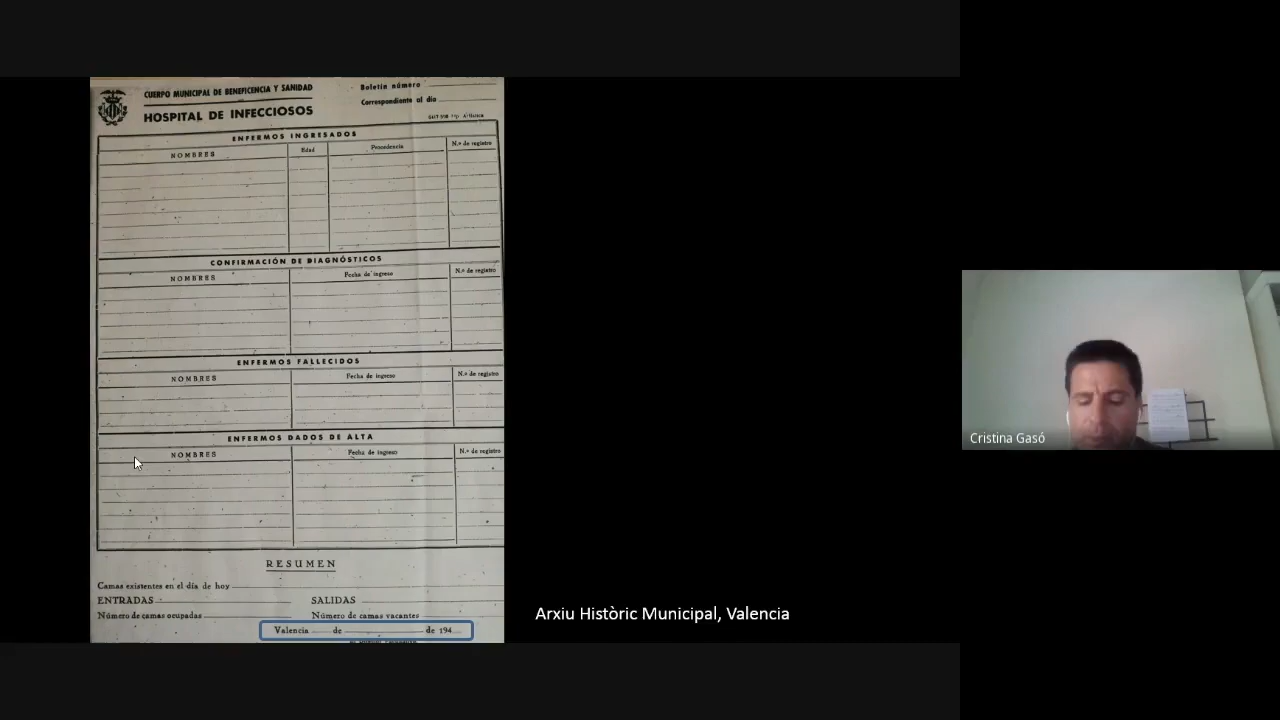 CUERPO MUNICIPAL DE BENEFICENCIA Y SANIDAD
HOSPITAL DE INFECCIOSOS
Boletín número
Correspondiente al día
ENFERMOS INGRESADOS
NOMBRES Edad Procedencia N.º de registro
CONFIRMACIÓN DE DIAGNÓSTICOS
NOMBRES Fecha de ingreso N.º de registro
ENFERMOS FALLECIDOS
NOMBRES Fecha de ingreso N.º de registro
ENFERMOS DADOS DE ALTA
NOMBRES Fecha de ingreso N.º de registro
RESUMEN
Camas existentes en el día de hoy
ENTRADAS SALIDAS
Número de camas ocupadas Número de camas vacantes
Valencia de de 194
Arxiu Històric Municipal, Valencia
Cristina Gasó